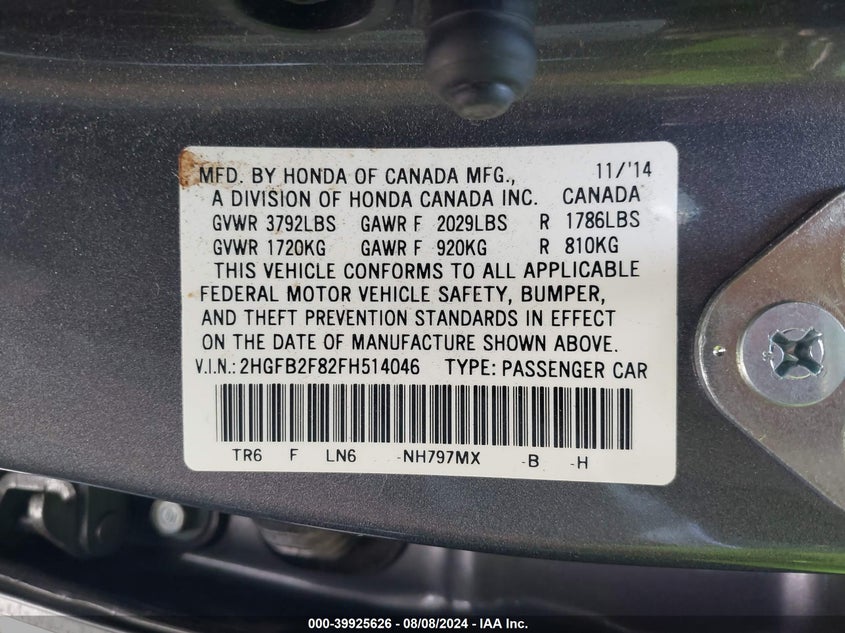 MFD. BY HONDA OF CANADA MFG., 11/'14
A DIVISION OF HONDA CANADA INC. CANADA
GVWR 3792LBS GAWR F 2029LBS R 1786LBS
GVWR 1720KG GAWR F 920KG R 810KG
THIS VEHICLE CONFORMS TO ALL APPLICABLE
FEDERAL MOTOR VEHICLE SAFETY, BUMPER,
AND THEFT PREVENTION STANDARDS IN EFFECT
ON THE DATE OF MANUFACTURE SHOWN ABOVE.
V.I.N.: 2HGFB2F82FH514046 TYPE: PASSENGER CAR
TR6 F LN6 -NH797MX -B -H
000-39925626 - 08/08/2024 - IAA Inc.